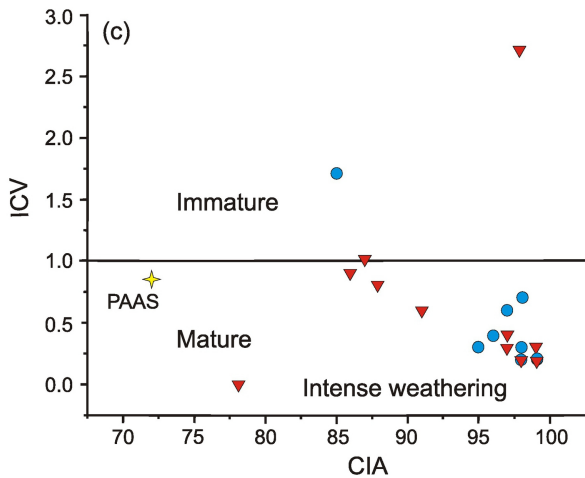 (c)
3.0
2.5
2.0
1.5
1.0
0.5
0.0
ICV
Immature
PAAS
Mature
Intense weathering
70 75 80 85 90 95 100
CIA